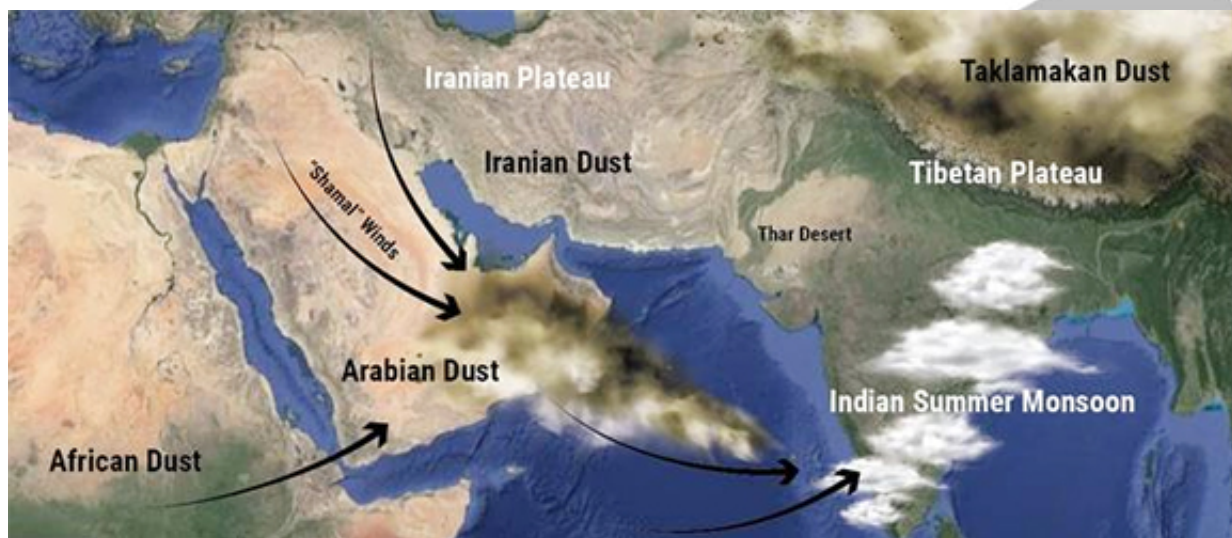 Iranian Plateau
Taklamakan Dust
Iranian Dust
Tibetan Plateau
"Shamal" Winds
Thar Desert
Arabian Dust
Indian Summer Monsoon
African Dust